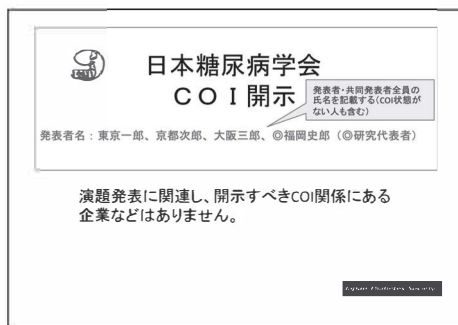 日本糖尿病学会
ＣＯＩ開示
発表者・共同発表者全員の
氏名を記載する(COI状態が
ない人も含む)
発表者名：東京一郎、京都次郎、大阪三郎、◎福岡史郎（◎研究代表者）
演題発表に関連し、開示すべきCOI関係にある
企業などはありません。